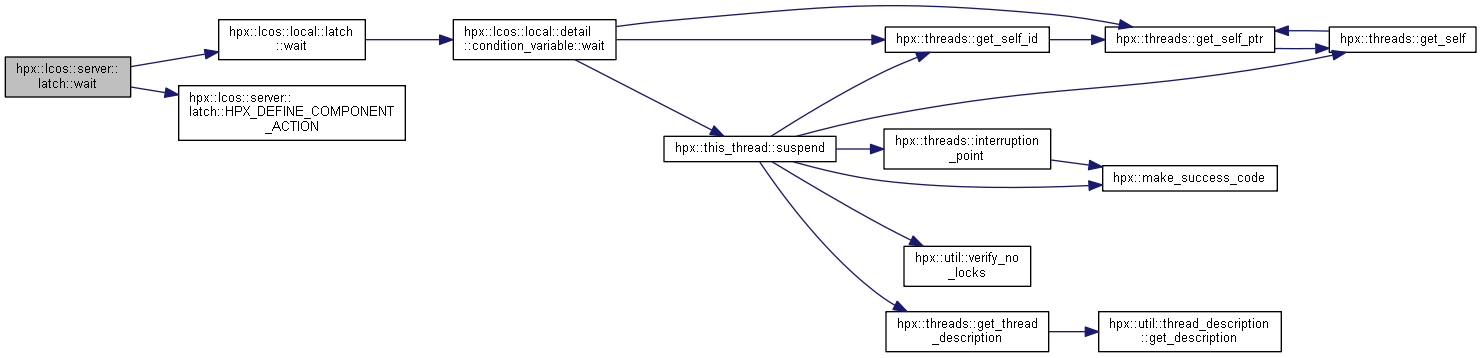 hpx::lcos::server::
latch::wait
hpx::lcos::local::latch
::wait
hpx::lcos::server::
latch::HPX_DEFINE_COMPONENT
_ACTION
hpx::lcos::local::detail
::condition_variable::wait
hpx::this_thread::suspend
hpx::threads::get_self_id
hpx::threads::interruption
_point
hpx::util::verify_no
_locks
hpx::threads::get_thread
_description
hpx::threads::get_self_ptr
hpx::make_success_code
hpx::util::thread_description
::get_description
hpx::threads::get_self